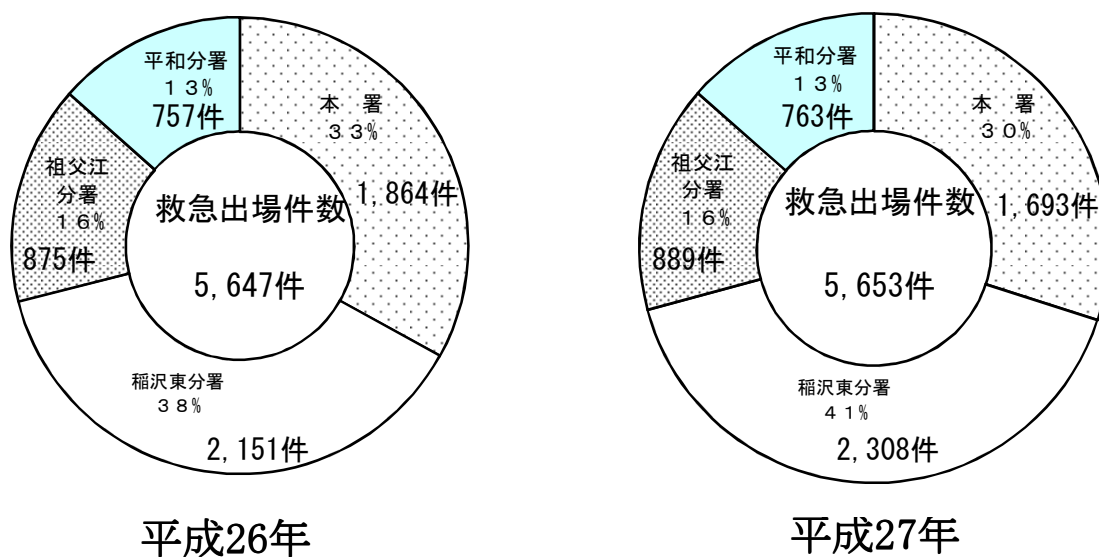 平和分署
13%
757件
本 署
33%
1,864件
祖父江
分署
16%
875件
救急出場件数
5,647件
稲沢東分署
38%
2,151件
平成26年
平和分署
13%
763件
本 署
30%
1,693件
祖父江
分署
16%
889件
救急出場件数
5,653件
稲沢東分署
41%
2,308件
平成27年